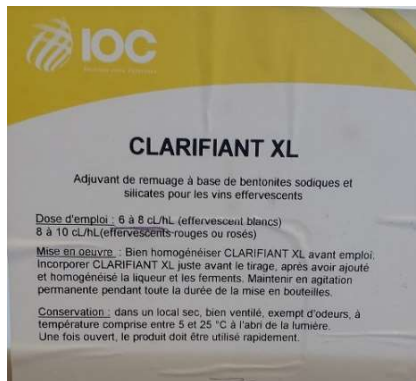 IOC
CLARIFIANT XL
Adjuvant de remuage à base de bentonites sodiques et
silicates pour les vins effervescents
Dose d'emploi : 6 à 8 cL/hL (effervescent blancs)
8 à 10 cL/hL(effervescents rouges ou rosés)
Mise en oeuvre : Bien homogénéiser CLARIFIANT XL avant emploi.
Incorporer CLARIFIANT XL juste avant le tirage, après avoir ajouté
et homogénéisé la liqueur et les ferments. Maintenir en agitation
permanente pendant toute la durée de la mise en bouteilles.
Conservation : dans un local sec, bien ventilé, exempt d'odeurs, à
température comprise entre 5 et 25 °C à l'abri de la lumière.
Une fois ouvert, le produit doit être utilisé rapidement.